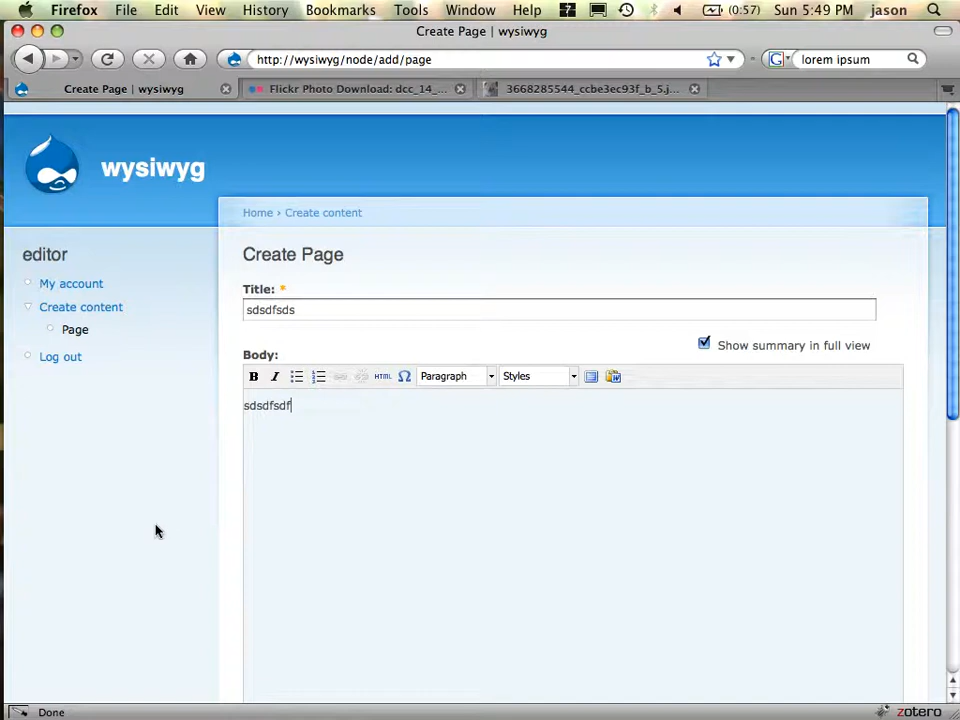 Firefox File Edit View History Bookmarks Tools Window Help (0:57) Sun 5:49 PM jason
Create Page | wysiwyg
http://wysiwyg/node/add/page lorem ipsum
Create Page | wysiwyg Flickr Photo Download: dcc_14_... 3668285544_ccbe3ec93f_b_5.j...
wysiwyg
Home › Create content
editor
Create Page
My account
Title: *
Create content
sdsdfsds
Page
Show summary in full view
Log out
Body:
B I HTML Ω Paragraph Styles
sdsdfsdf
Done zotero